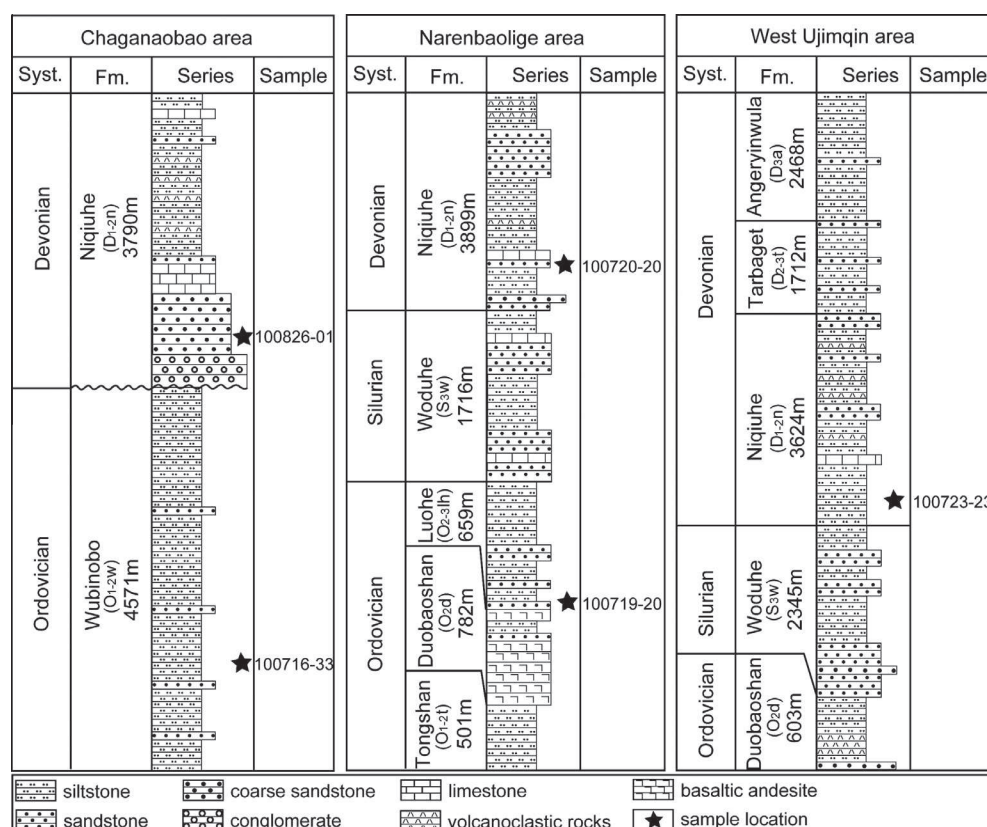 Chaganaobao area
Syst. Fm. Series Sample
Devonian
Niqiuhe
(D1-2n)
3790m
100826-01
Ordovician
Wubinobo
(O1-2w)
4571m
100716-33
Narenbaolige area
Syst. Fm. Series Sample
Devonian
Niqiuhe
(D1-2n)
3899m
100720-20
Silurian
Woduhe
(S3w)
1716m
Ordovician
Luohe
(O2-3lh)
659m
Duobaoshan
(O2d)
782m
100719-20
Tongshan
(O1-2t)
501m
West Ujimqin area
Syst. Fm. Series Sample
Devonian
Angeryinwula
(D3a)
2468m
Tarbaget
(D2-3t)
1712m
Niqiuhe
(D1-2n)
3624m
100723-23
Silurian
Woduhe
(S3w)
2345m
Ordovician
Duobaoshan
(O2d)
603m
siltstone coarse sandstone limestone basaltic andesite
sandstone conglomerate volcanoclastic rocks sample location